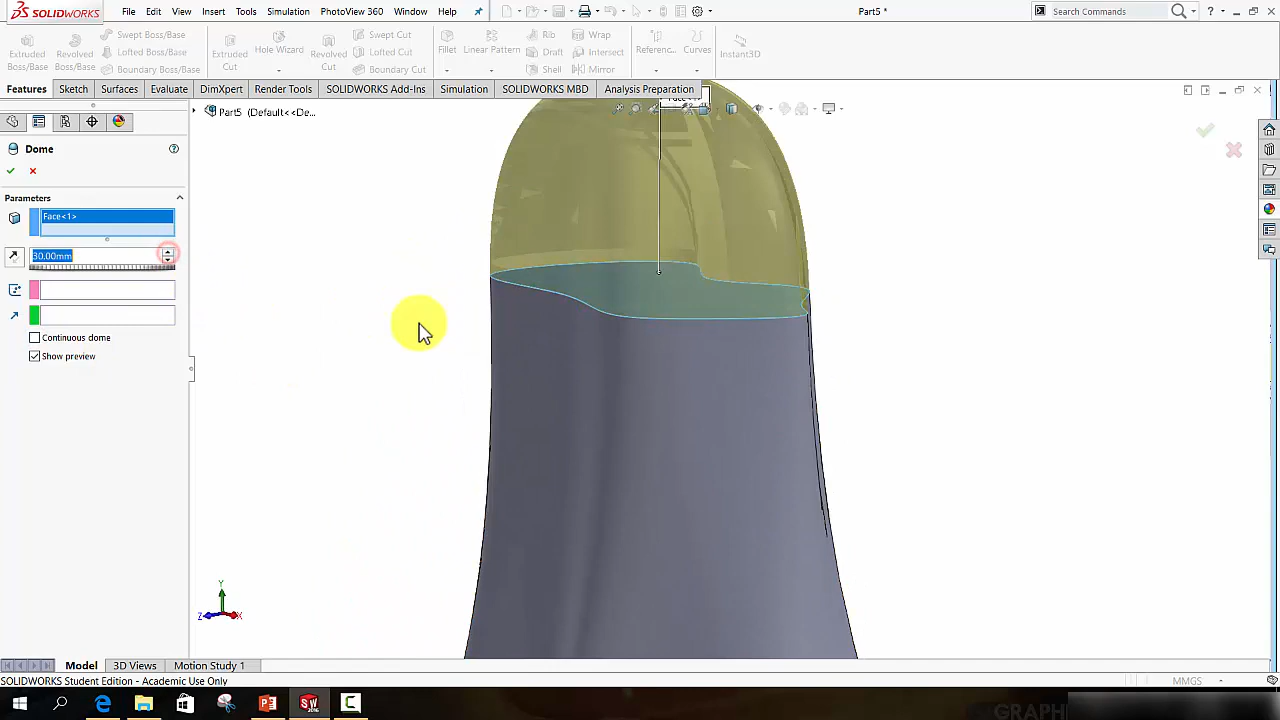 SOLIDWORKS
File Edit View Insert Tools Simulation PhotoView 360 Window Help
Part5 *
Search Commands
Extruded Boss/Base
Revolved Boss/Base
Swept Boss/Base
Lofted Boss/Base
Boundary Boss/Base
Extruded Cut
Hole Wizard
Revolved Cut
Swept Cut
Lofted Cut
Boundary Cut
Fillet
Linear Pattern
Rib
Draft
Shell
Wrap
Intersect
Mirror
Referenc...
Curves
Instant3D
Features Sketch Surfaces Evaluate DimXpert Render Tools SOLIDWORKS Add-Ins Simulation SOLIDWORKS MBD Analysis Preparation
Part5 (Default<<De...
Dome
Parameters
Face<1>
30.00mm
Continuous dome
Show preview
Y
Z
X
Model 3D Views Motion Study 1
SOLIDWORKS Student Edition - Academic Use Only
MMGS